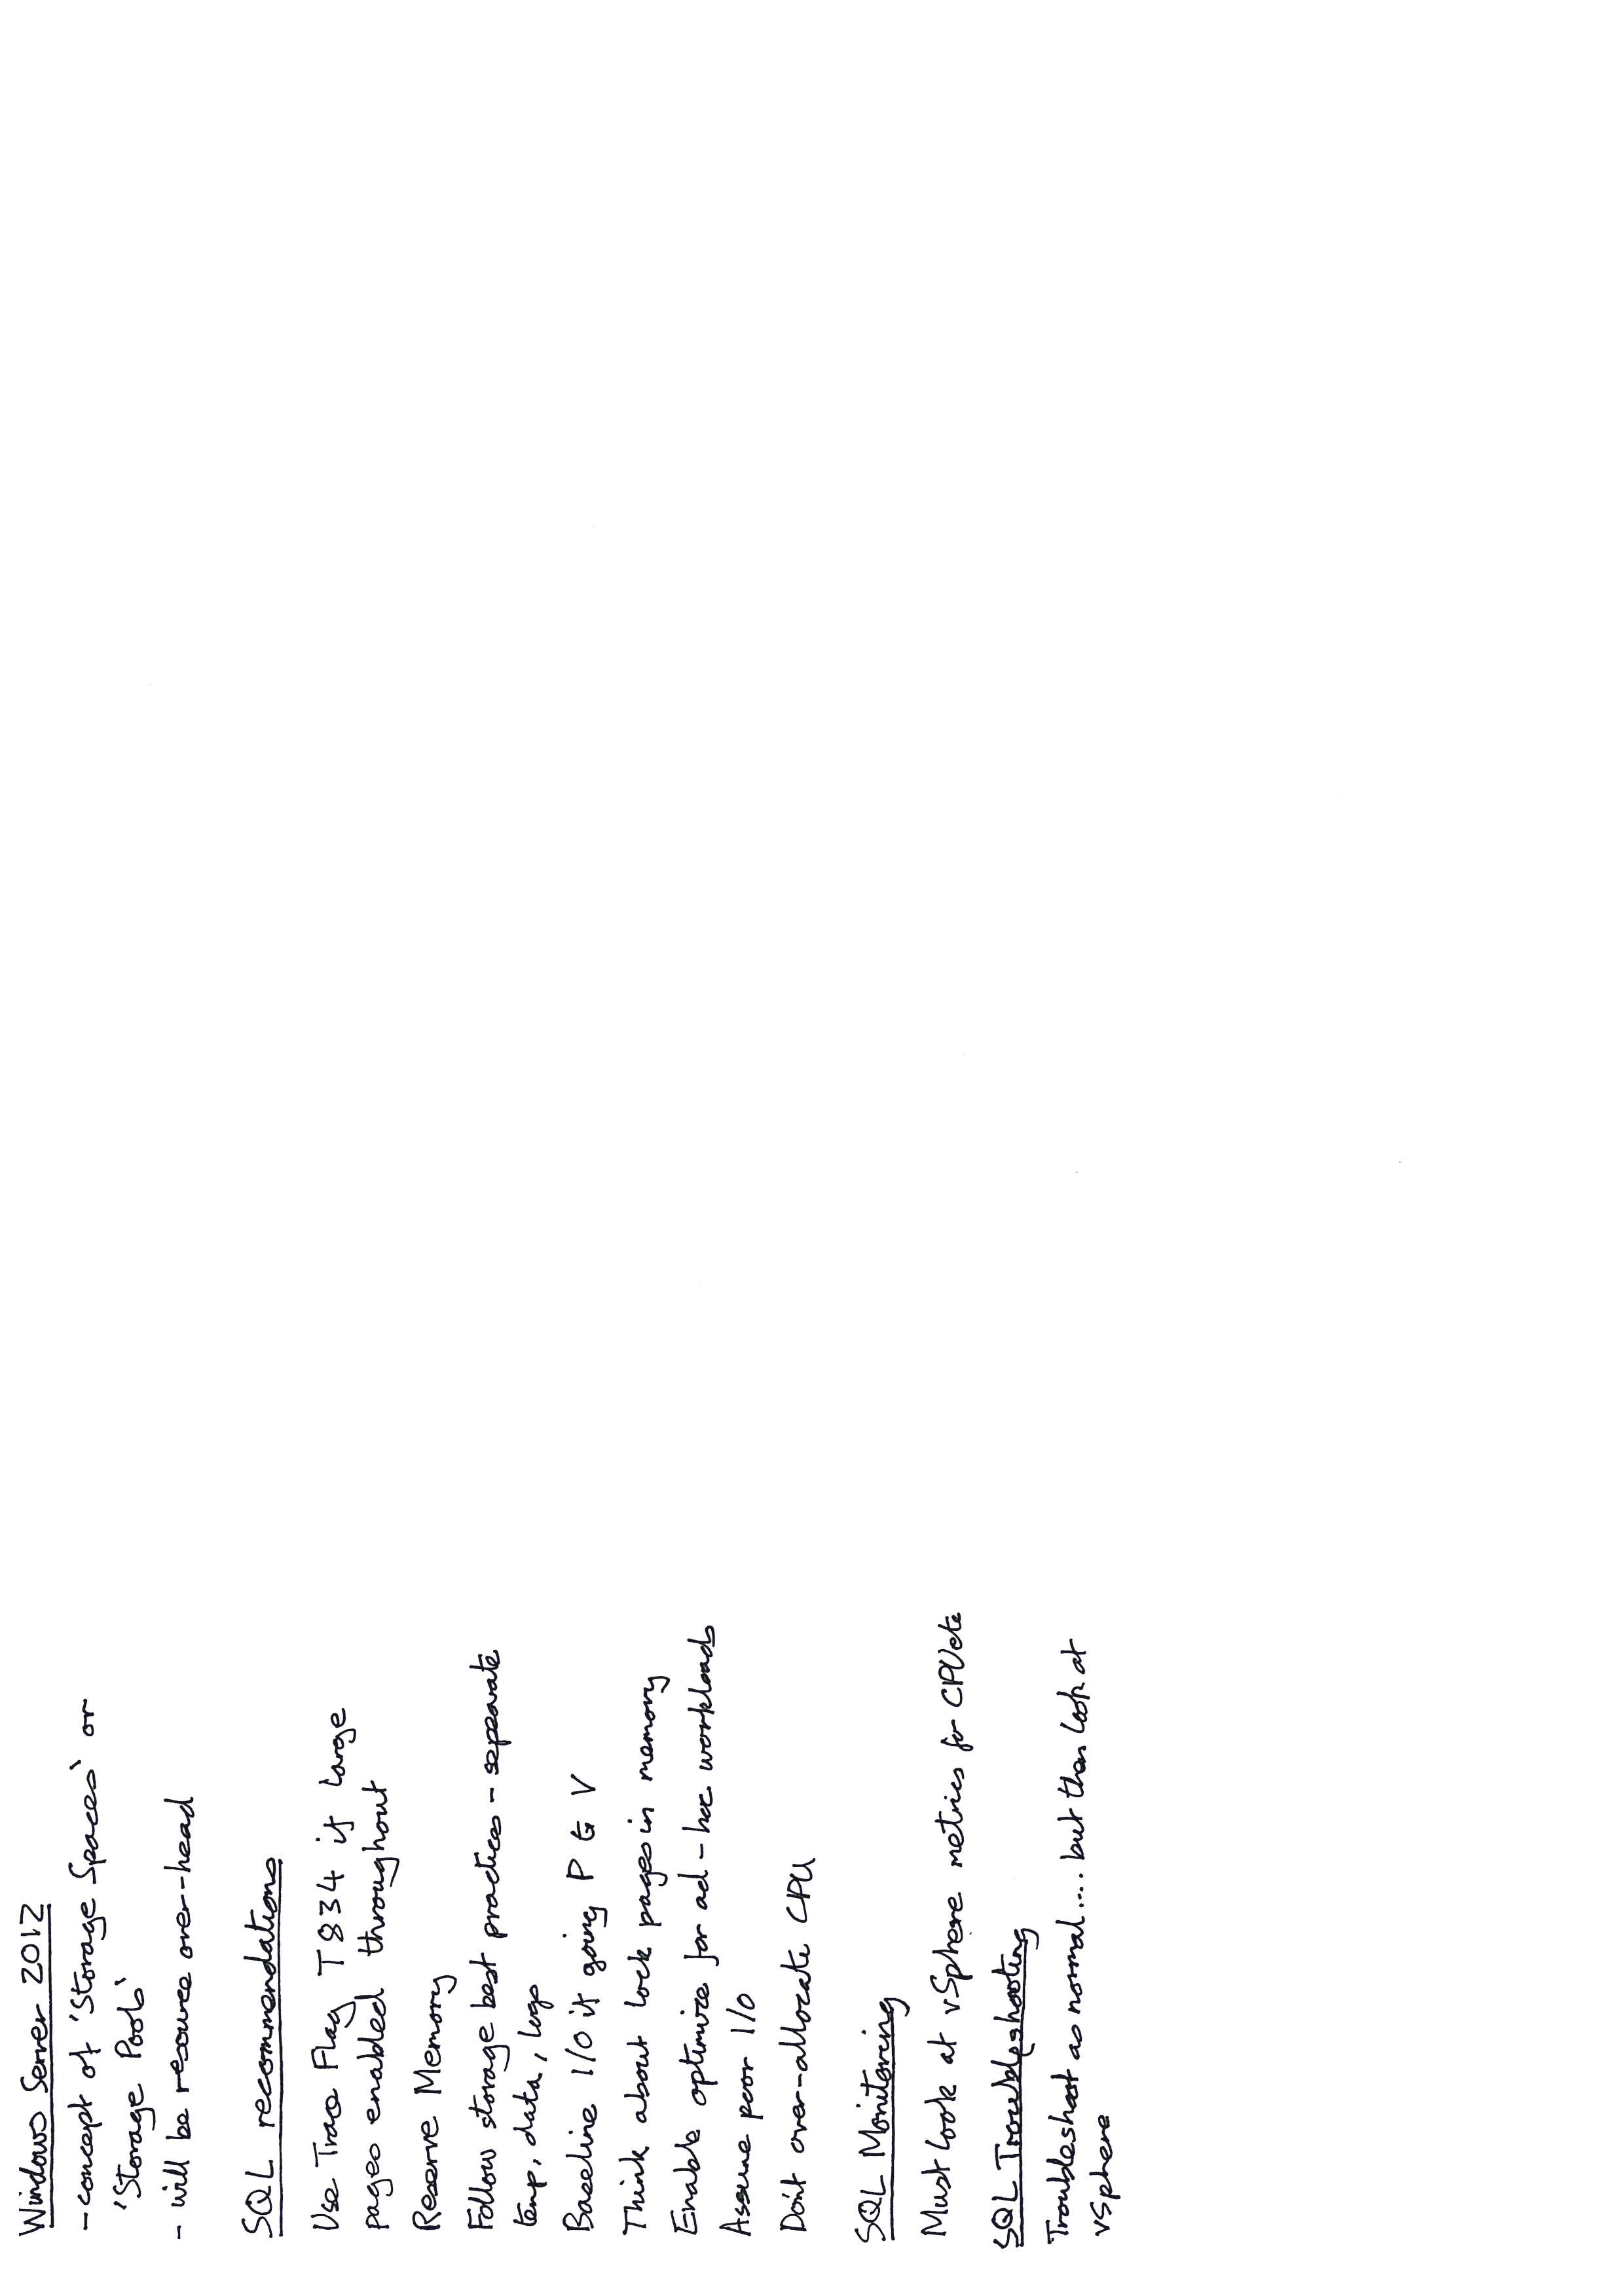 Windows Server 2012
- concept of 'Storage Spaces' or
'Storage Pools'
- will be resource over-head
SQL recommendations
Use Trace Flag T834 if large
pages enabled throughout
Reserve Memory
Follow storage best practices - separate
temp, data, logs
Baseline I/O if going P to V
Think about lock pages in memory
Enable optimize for ad-hoc workloads
Assume poor I/O
Don't over-allocate CPU
SQL Monitoring
Must look at vSphere metrics for CPU etc
SQL Troubleshooting
Troubleshoot as normal.... but then look at
vSphere